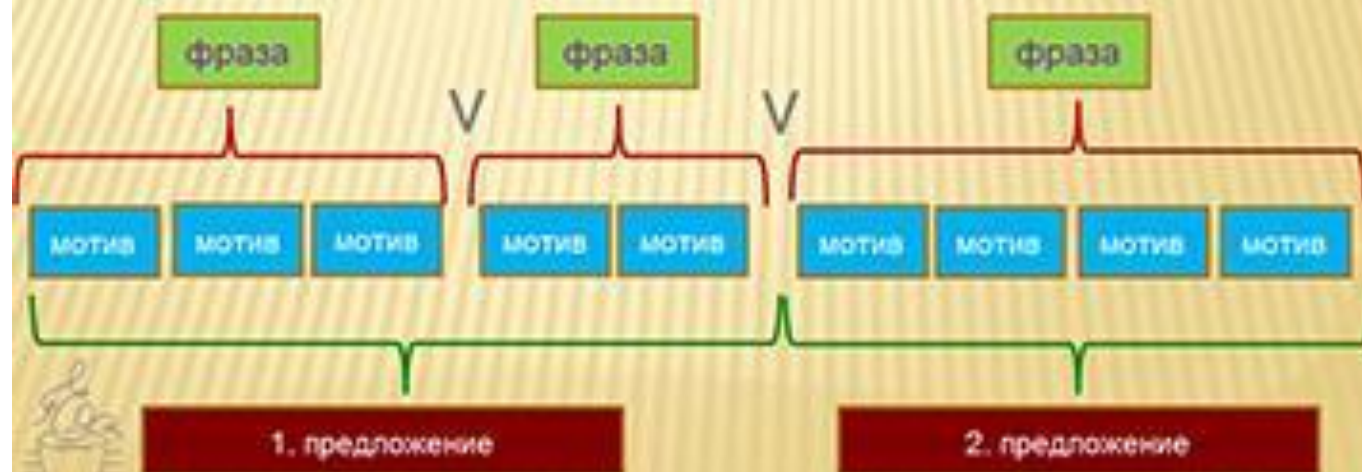 фраза фраза фраза
V V
мотив мотив мотив мотив мотив мотив мотив мотив мотив
1. предложение 2. предложение